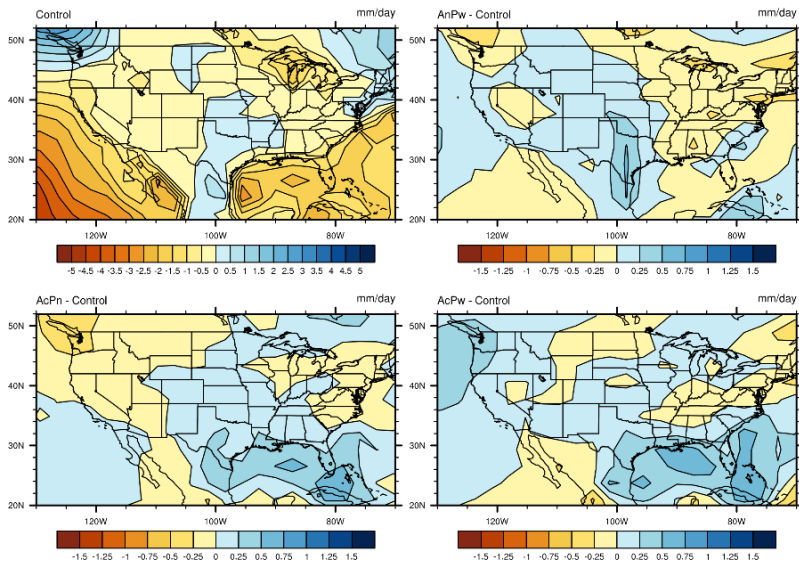 Control mm/day
AnPw - Control mm/day
50N
40N
30N
20N
120W 100W 80W
50N
40N
30N
20N
120W 100W 80W
-5 -4.5 -4 -3.5 -3 -2.5 -2 -1.5 -1 -0.5 0 0.5 1 1.5 2 2.5 3 3.5 4 4.5 5
-1.5 -1.25 -1 -0.75 -0.5 -0.25 0 0.25 0.5 0.75 1 1.25 1.5
AcPn - Control mm/day
AcPw - Control mm/day
50N
40N
30N
20N
120W 100W 80W
50N
40N
30N
20N
120W 100W 80W
-1.5 -1.25 -1 -0.75 -0.5 -0.25 0 0.25 0.5 0.75 1 1.25 1.5
-1.5 -1.25 -1 -0.75 -0.5 -0.25 0 0.25 0.5 0.75 1 1.25 1.5